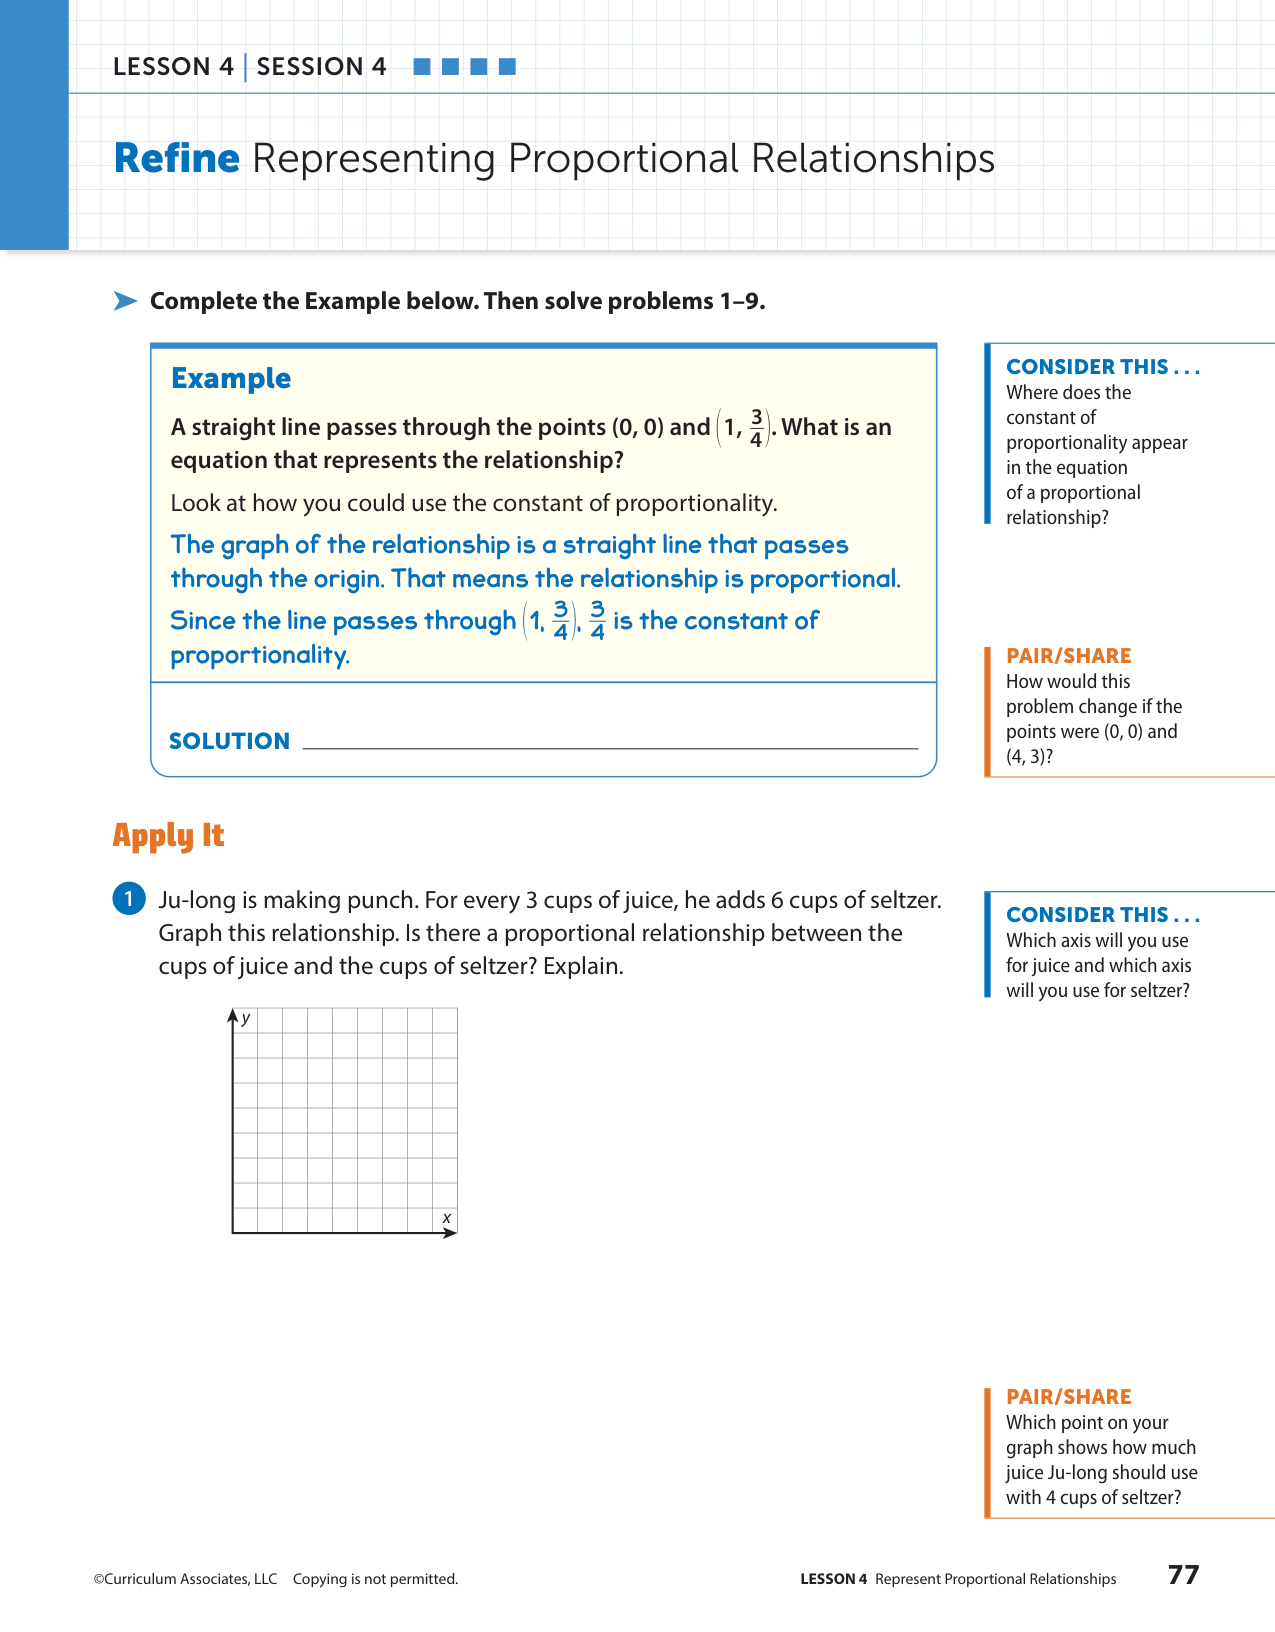 LESSON 4 | SESSION 4
Refine Representing Proportional Relationships
Complete the Example below. Then solve problems 1–9.
Example
A straight line passes through the points (0, 0) and (1, 3/4). What is an
equation that represents the relationship?
Look at how you could use the constant of proportionality.
The graph of the relationship is a straight line that passes
through the origin. That means the relationship is proportional.
Since the line passes through (1, 3/4), 3/4 is the constant of
proportionality.
SOLUTION
CONSIDER THIS . . .
Where does the
constant of
proportionality appear
in the equation
of a proportional
relationship?
PAIR/SHARE
How would this
problem change if the
points were (0, 0) and
(4, 3)?
Apply It
1 Ju-long is making punch. For every 3 cups of juice, he adds 6 cups of seltzer.
Graph this relationship. Is there a proportional relationship between the
cups of juice and the cups of seltzer? Explain.
y
x
CONSIDER THIS . . .
Which axis will you use
for juice and which axis
will you use for seltzer?
PAIR/SHARE
Which point on your
graph shows how much
juice Ju-long should use
with 4 cups of seltzer?
©Curriculum Associates, LLC Copying is not permitted.
LESSON 4 Represent Proportional Relationships 77